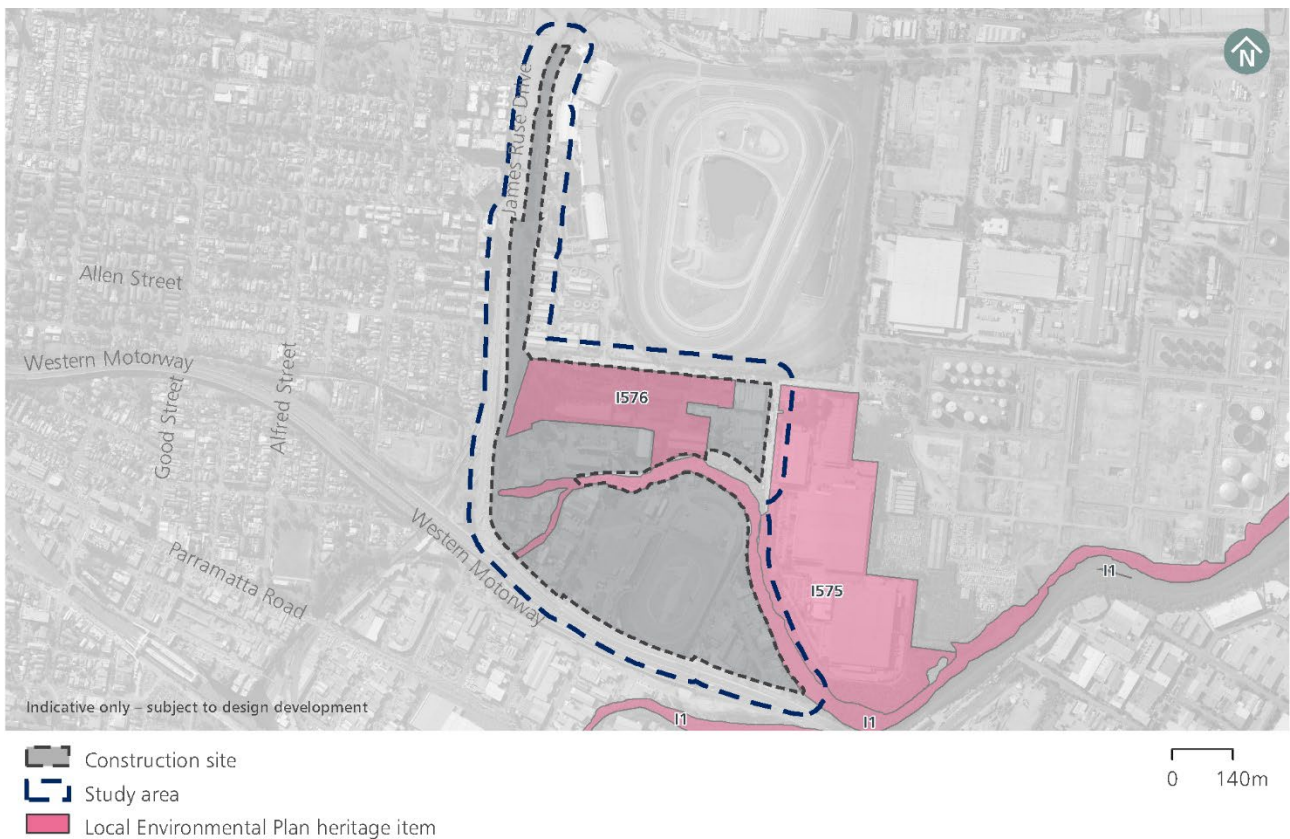 N
James Ruse Drive
Allen Street
Western Motorway
Good Street
Alfred Street
I576
Western Motorway
Parramatta Road
I575
I1
I1
I1
Indicative only – subject to design development
Construction site
Study area
Local Environmental Plan heritage item
0 140m